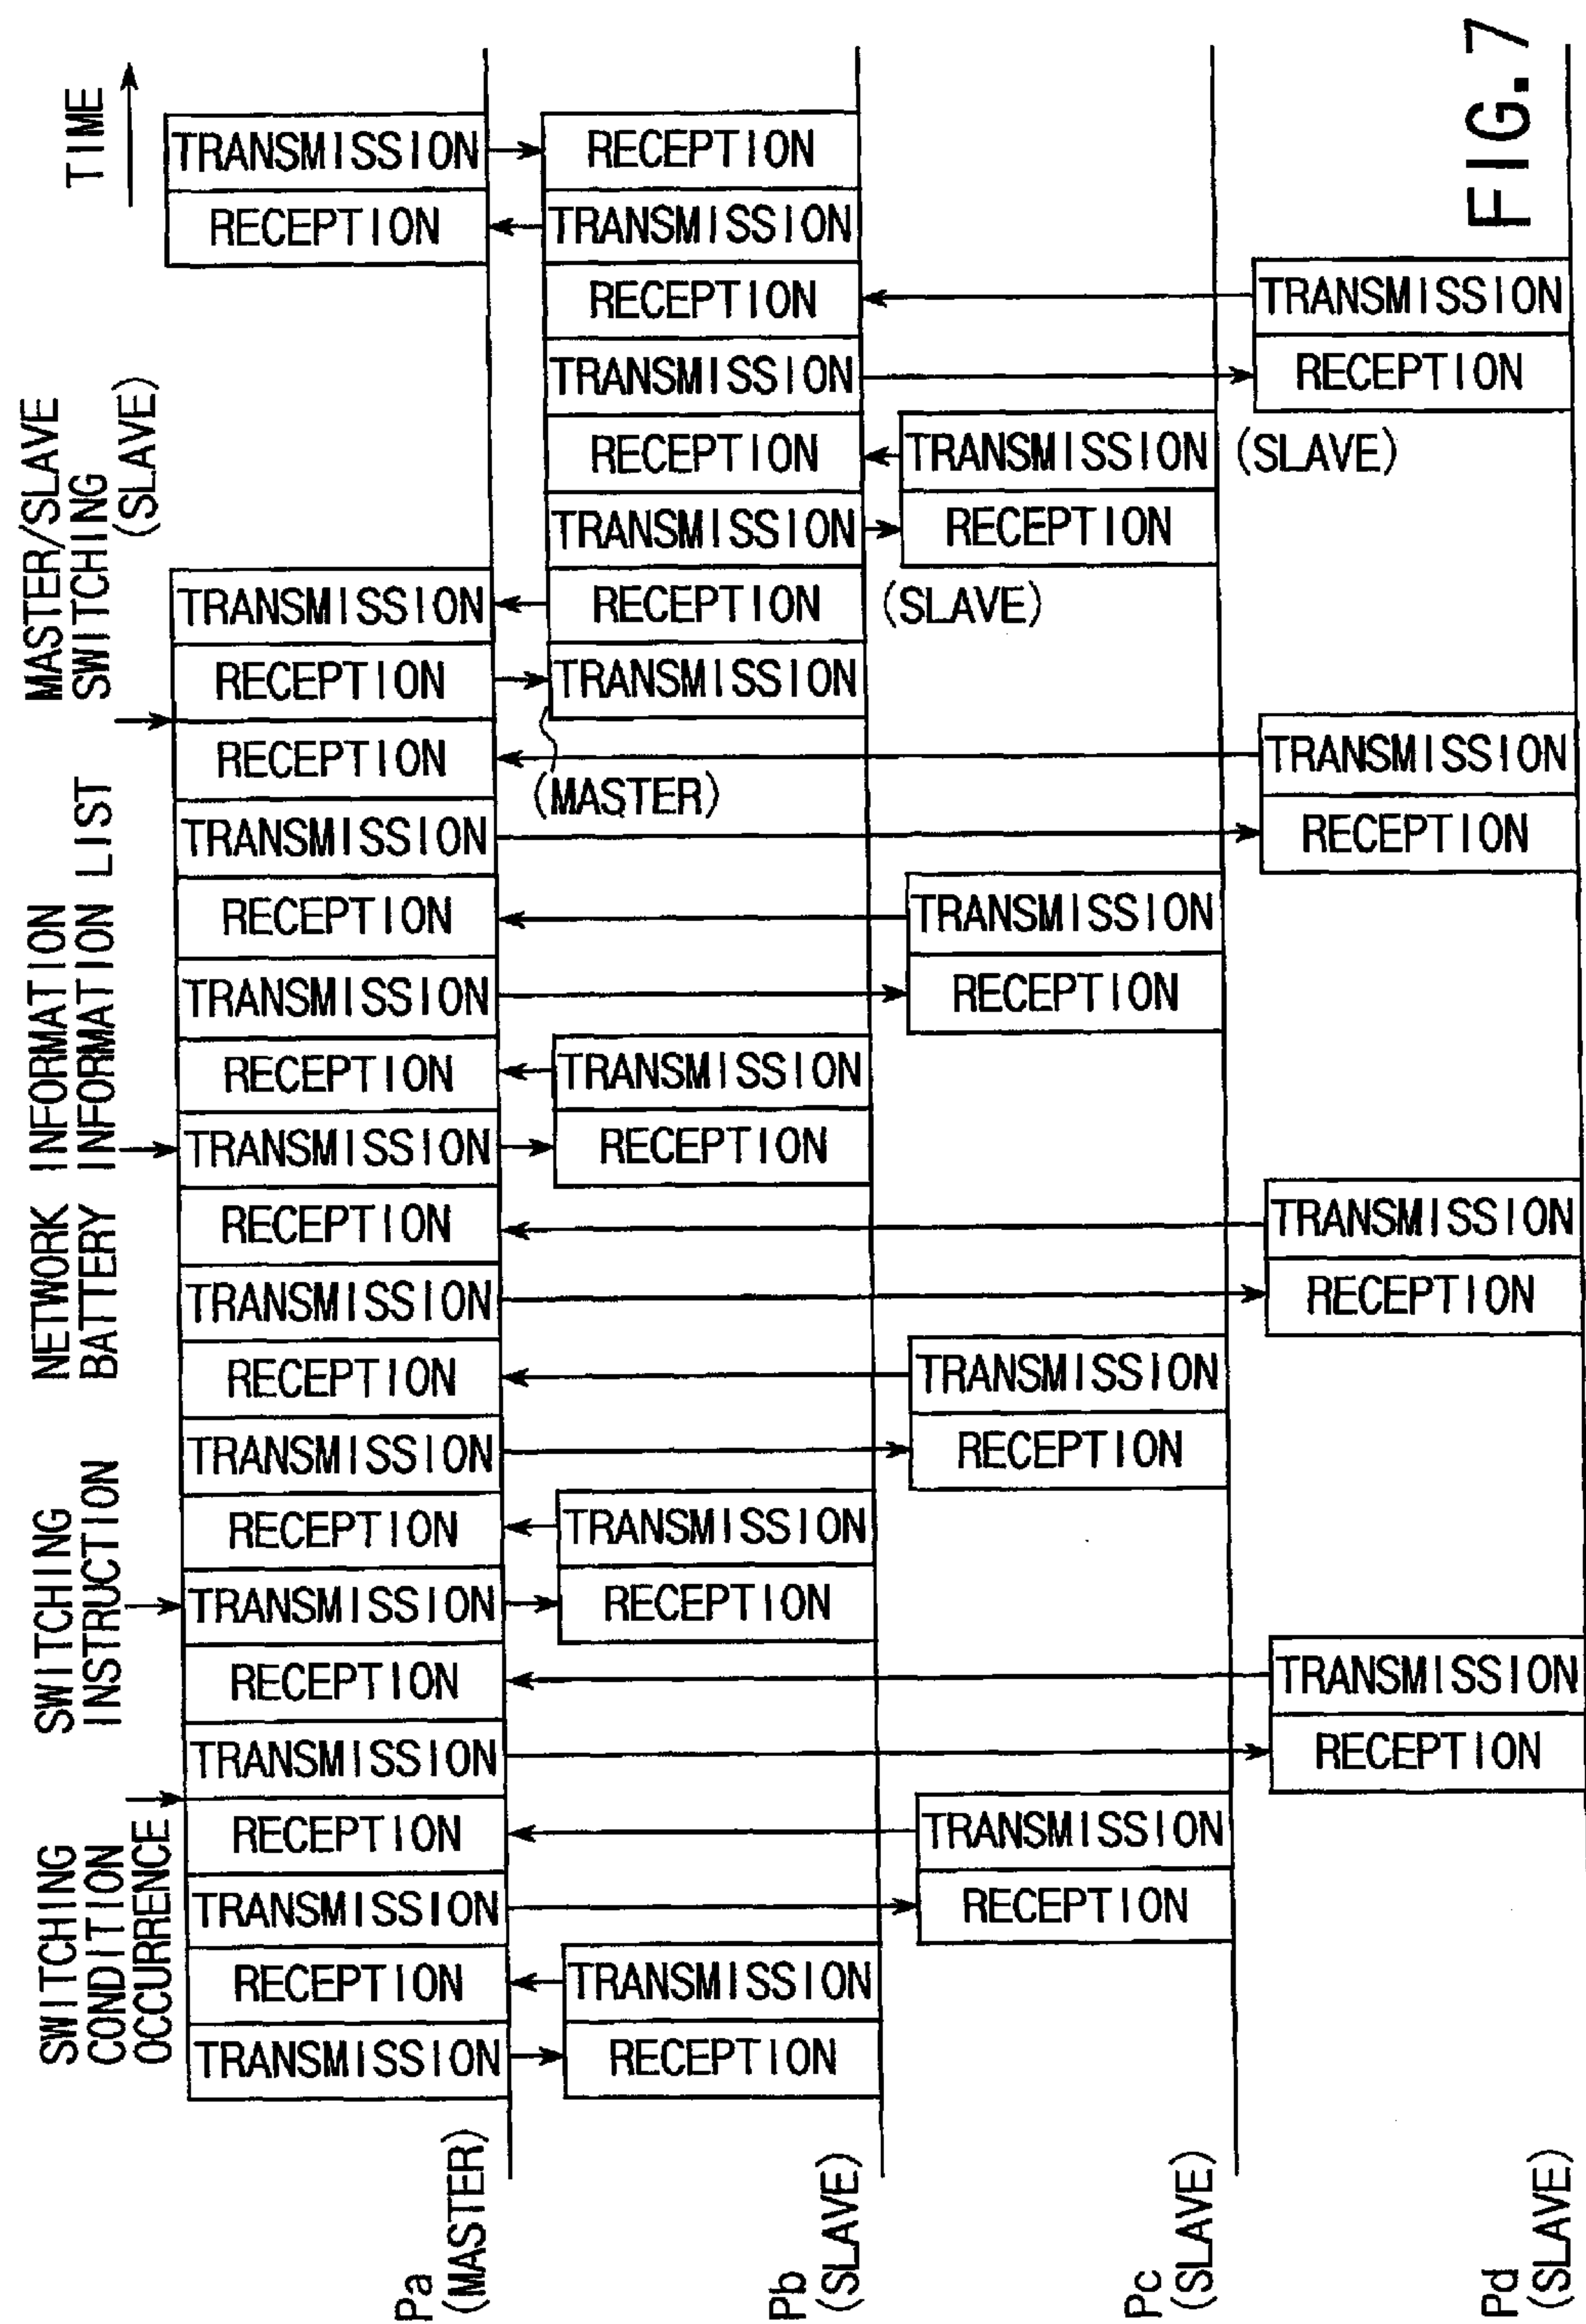 SWITCHING
CONDITION
OCCURRENCE
SWITCHING
INSTRUCTION
NETWORK INFORMATION
BATTERY INFORMATION LIST
MASTER/SLAVE
SWITCHING
(SLAVE)
TIME
Pa
(MASTER)
TRANSMISSION
RECEPTION
TRANSMISSION
RECEPTION
TRANSMISSION
RECEPTION
TRANSMISSION
RECEPTION
TRANSMISSION
RECEPTION
TRANSMISSION
RECEPTION
TRANSMISSION
RECEPTION
TRANSMISSION
RECEPTION
TRANSMISSION
RECEPTION
RECEPTION
TRANSMISSION
RECEPTION
TRANSMISSION
Pb
(SLAVE)
RECEPTION
TRANSMISSION
RECEPTION
TRANSMISSION
RECEPTION
TRANSMISSION
(MASTER)
TRANSMISSION
RECEPTION
TRANSMISSION
RECEPTION
TRANSMISSION
RECEPTION
TRANSMISSION
RECEPTION
(SLAVE)
Pc
(SLAVE)
RECEPTION
TRANSMISSION
RECEPTION
TRANSMISSION
RECEPTION
TRANSMISSION
RECEPTION
TRANSMISSION
(SLAVE)
Pd
(SLAVE)
RECEPTION
TRANSMISSION
RECEPTION
TRANSMISSION
RECEPTION
TRANSMISSION
RECEPTION
TRANSMISSION
FIG.7